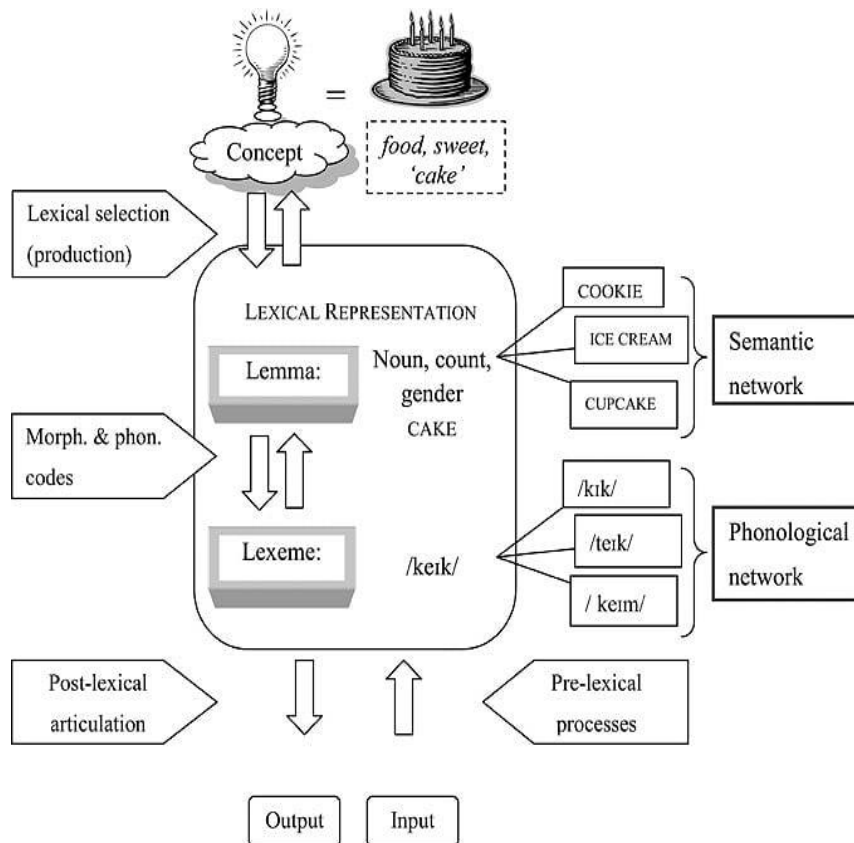 =
Concept
food, sweet,
‘cake’
Lexical selection
(production)
LEXICAL REPRESENTATION
Lemma:
Noun, count,
gender
CAKE
COOKIE
ICE CREAM
CUPCAKE
Semantic
network
Morph. & phon.
codes
Lexeme:
/keɪk/
/kɪk/
/teɪk/
/ keɪm/
Phonological
network
Post-lexical
articulation
Pre-lexical
processes
Output
Input